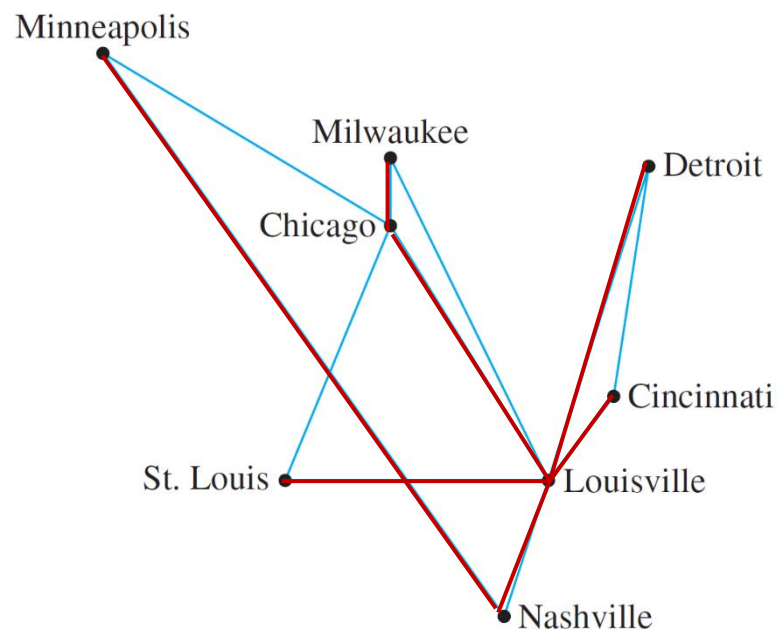 Minneapolis
Milwaukee
Detroit
Chicago
Cincinnati
St. Louis
Louisville
Nashville